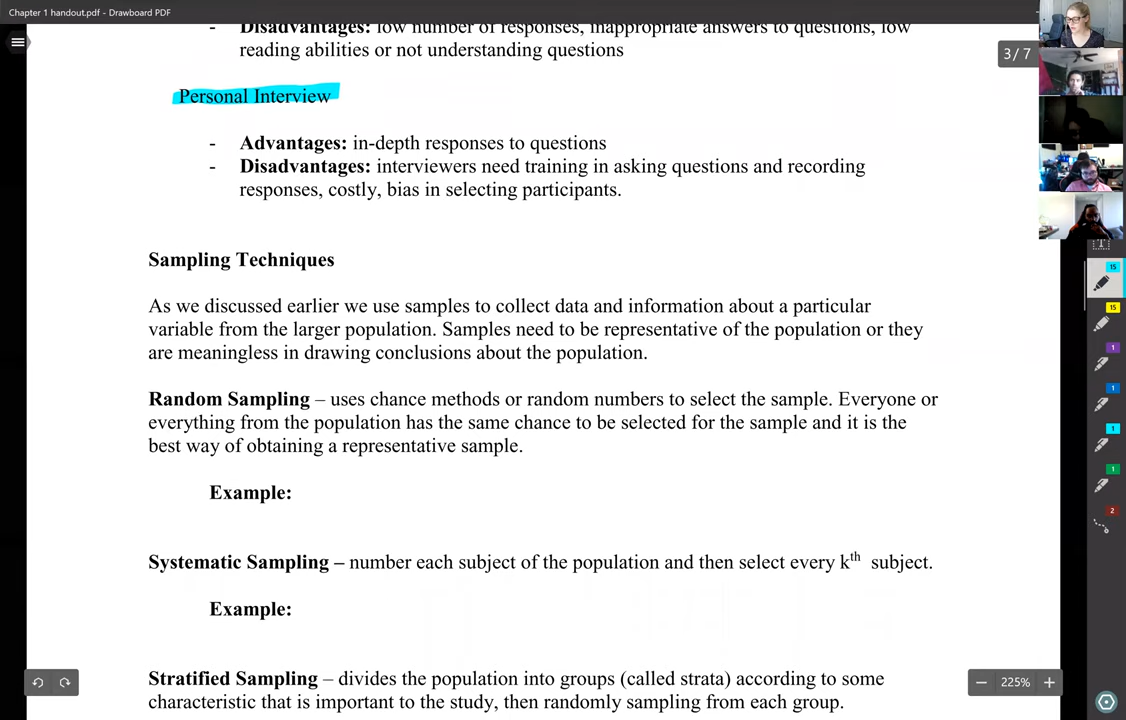 Chapter 1 handout.pdf - Drawboard PDF
- Disadvantages: low number of responses, inappropriate answers to questions, low
reading abilities or not understanding questions
3 / 7
Personal Interview
- Advantages: in-depth responses to questions
- Disadvantages: interviewers need training in asking questions and recording
responses, costly, bias in selecting participants.
Sampling Techniques
As we discussed earlier we use samples to collect data and information about a particular
variable from the larger population. Samples need to be representative of the population or they
are meaningless in drawing conclusions about the population.
Random Sampling – uses chance methods or random numbers to select the sample. Everyone or
everything from the population has the same chance to be selected for the sample and it is the
best way of obtaining a representative sample.
Example:
Systematic Sampling – number each subject of the population and then select every kth subject.
Example:
Stratified Sampling – divides the population into groups (called strata) according to some
characteristic that is important to the study, then randomly sampling from each group.
T
15
15
1
1
1
1
2
225%